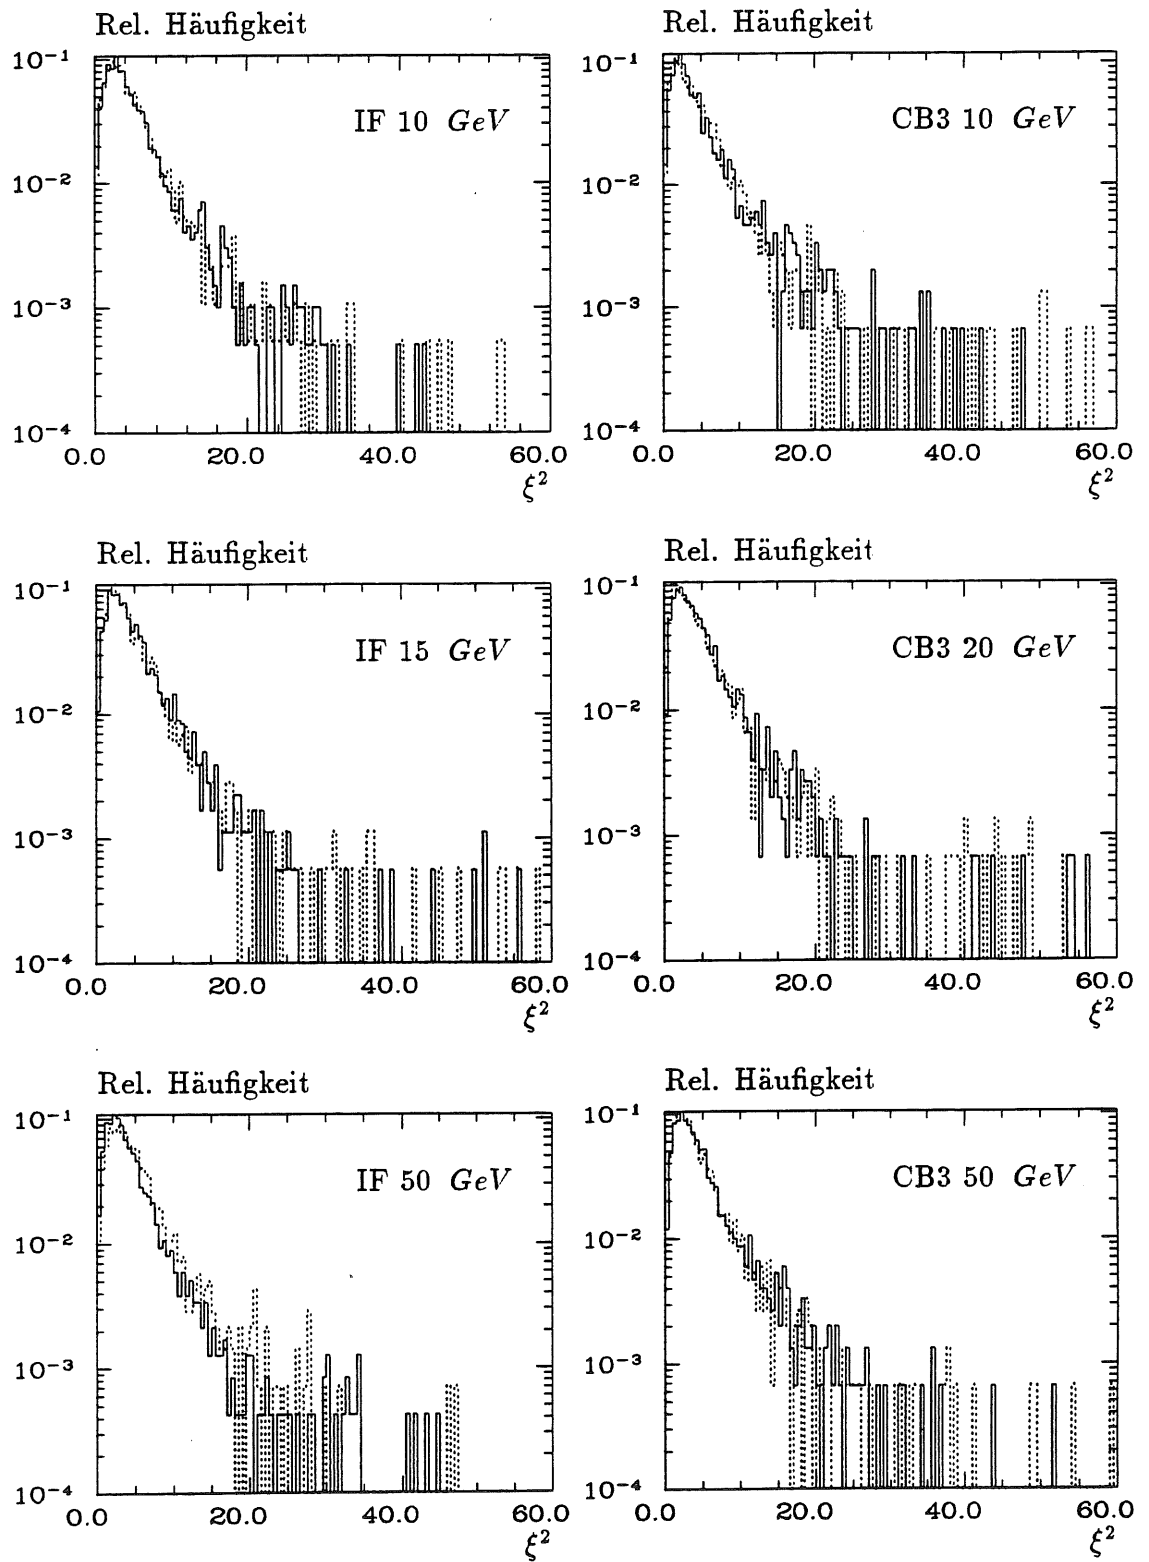 Rel. Häufigkeit
10⁻¹
IF 10 GeV
10⁻²
10⁻³
10⁻⁴
0.0 20.0 40.0 60.0
ξ²
Rel. Häufigkeit
10⁻¹
CB3 10 GeV
10⁻²
10⁻³
10⁻⁴
0.0 20.0 40.0 60.0
ξ²
Rel. Häufigkeit
10⁻¹
IF 15 GeV
10⁻²
10⁻³
10⁻⁴
0.0 20.0 40.0 60.0
ξ²
Rel. Häufigkeit
10⁻¹
CB3 20 GeV
10⁻²
10⁻³
10⁻⁴
0.0 20.0 40.0 60.0
ξ²
Rel. Häufigkeit
10⁻¹
IF 50 GeV
10⁻²
10⁻³
10⁻⁴
0.0 20.0 40.0 60.0
ξ²
Rel. Häufigkeit
10⁻¹
CB3 50 GeV
10⁻²
10⁻³
10⁻⁴
0.0 20.0 40.0 60.0
ξ²